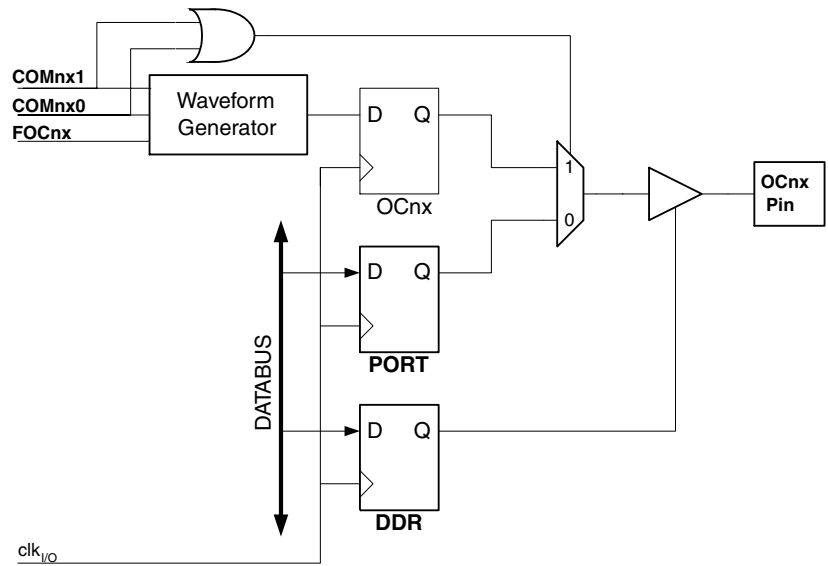 COMnx1
COMnx0
FOCnx
Waveform
Generator
D Q
OCnx
1
0
OCnx
Pin
D Q
PORT
DATABUS
D Q
DDR
clkI/O